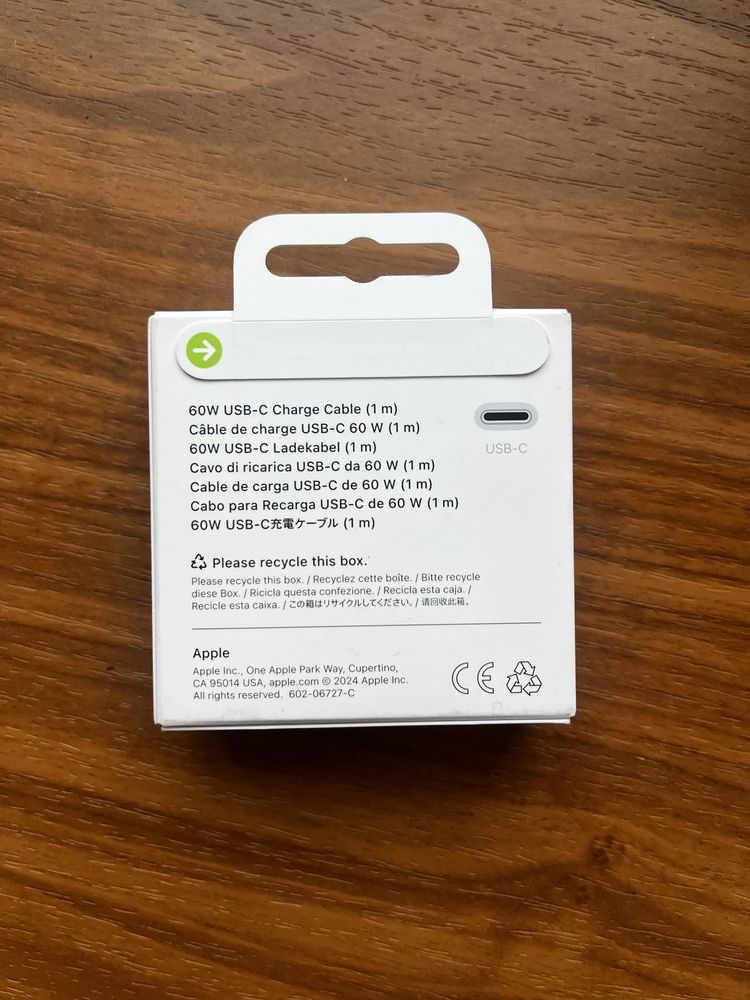 60W USB-C Charge Cable (1 m)
Câble de charge USB-C 60 W (1 m)
60W USB-C Ladekabel (1 m)
Cavo di ricarica USB-C da 60 W (1 m)
Cable de carga USB-C de 60 W (1 m)
Cabo para Recarga USB-C de 60 W (1 m)
60W USB-C充電ケーブル (1 m)
USB-C
Please recycle this box.
Please recycle this box. / Recyclez cette boîte. / Bitte recycle
diese Box. / Ricicla questa confezione. / Recicla esta caja. /
Recicle esta caixa. / この箱はリサイクルしてください。/ 请回收此箱。
Apple
Apple Inc., One Apple Park Way, Cupertino,
CA 95014 USA, apple.com © 2024 Apple Inc.
All rights reserved. 602-06727-C
CE